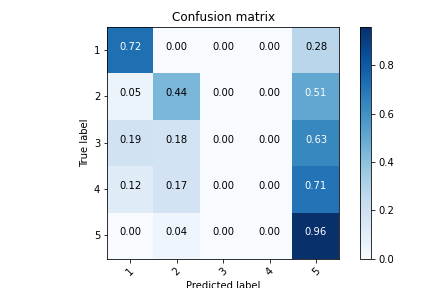 Confusion matrix
1 0.72 0.00 0.00 0.00 0.28
2 0.05 0.44 0.00 0.00 0.51
3 0.19 0.18 0.00 0.00 0.63
4 0.12 0.17 0.00 0.00 0.71
5 0.00 0.04 0.00 0.00 0.96
1 2 3 4 5
True label
Predicted label
0.8
0.6
0.4
0.2
0.0